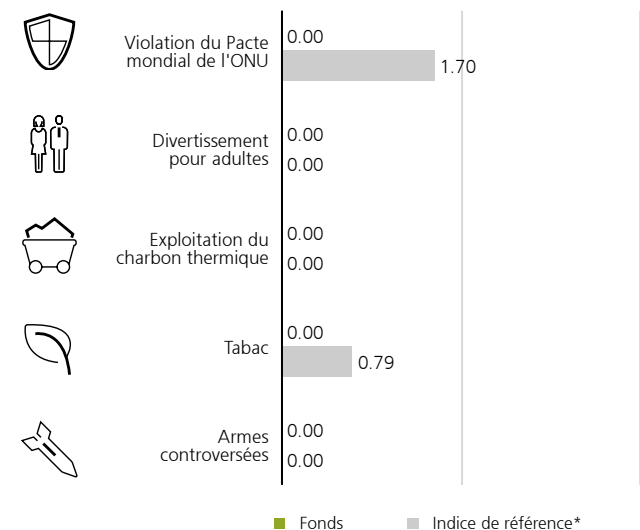 Violation du Pacte
mondial de l'ONU
0.00
1.70
Divertissement
pour adultes
0.00
0.00
Exploitation du
charbon thermique
0.00
0.00
Tabac
0.00
0.79
Armes
controversées
0.00
0.00
Fonds
Indice de référence*